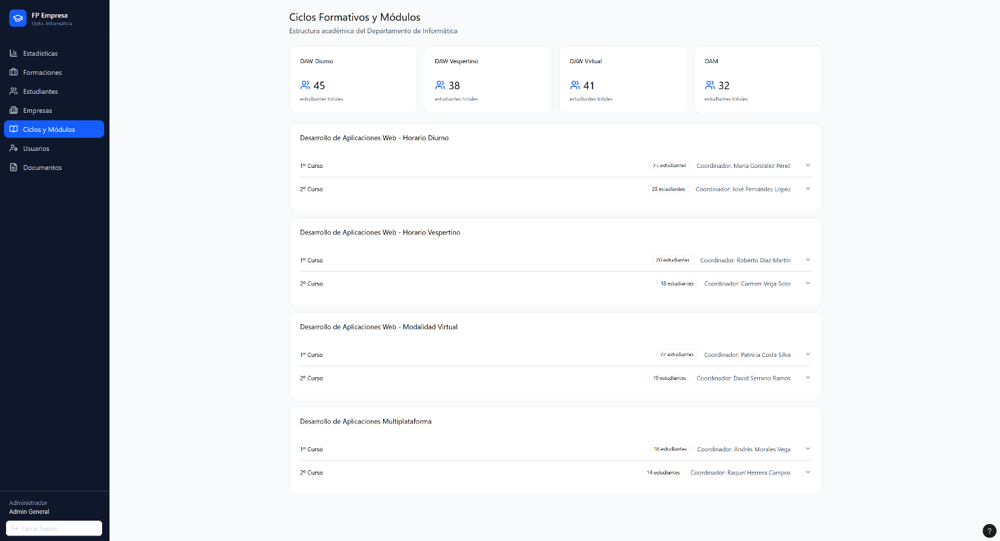 FP Empresa
Dpto. Informática
Estadísticas
Formaciones
Estudiantes
Empresas
Ciclos y Módulos
Usuarios
Documentos
Administrador
Admin General
Cerrar Sesión
Ciclos Formativos y Módulos
Estructura académica del Departamento de Informática
DAW Diurno
45
estudiantes totales
DAW Vespertino
38
estudiantes totales
DAW Virtual
41
estudiantes totales
DAM
32
estudiantes totales
Desarrollo de Aplicaciones Web - Horario Diurno
1º Curso 25 estudiantes Coordinador: María González Pérez
2º Curso 20 estudiantes Coordinador: José Fernández López
Desarrollo de Aplicaciones Web - Horario Vespertino
1º Curso 20 estudiantes Coordinador: Roberto Díaz Martín
2º Curso 18 estudiantes Coordinador: Carmen Vega Soto
Desarrollo de Aplicaciones Web - Modalidad Virtual
1º Curso 22 estudiantes Coordinador: Patricia Costa Silva
2º Curso 19 estudiantes Coordinador: David Serrano Ramos
Desarrollo de Aplicaciones Multiplataforma
1º Curso 18 estudiantes Coordinador: Andrés Morales Vega
2º Curso 14 estudiantes Coordinador: Raquel Herrera Campos
?